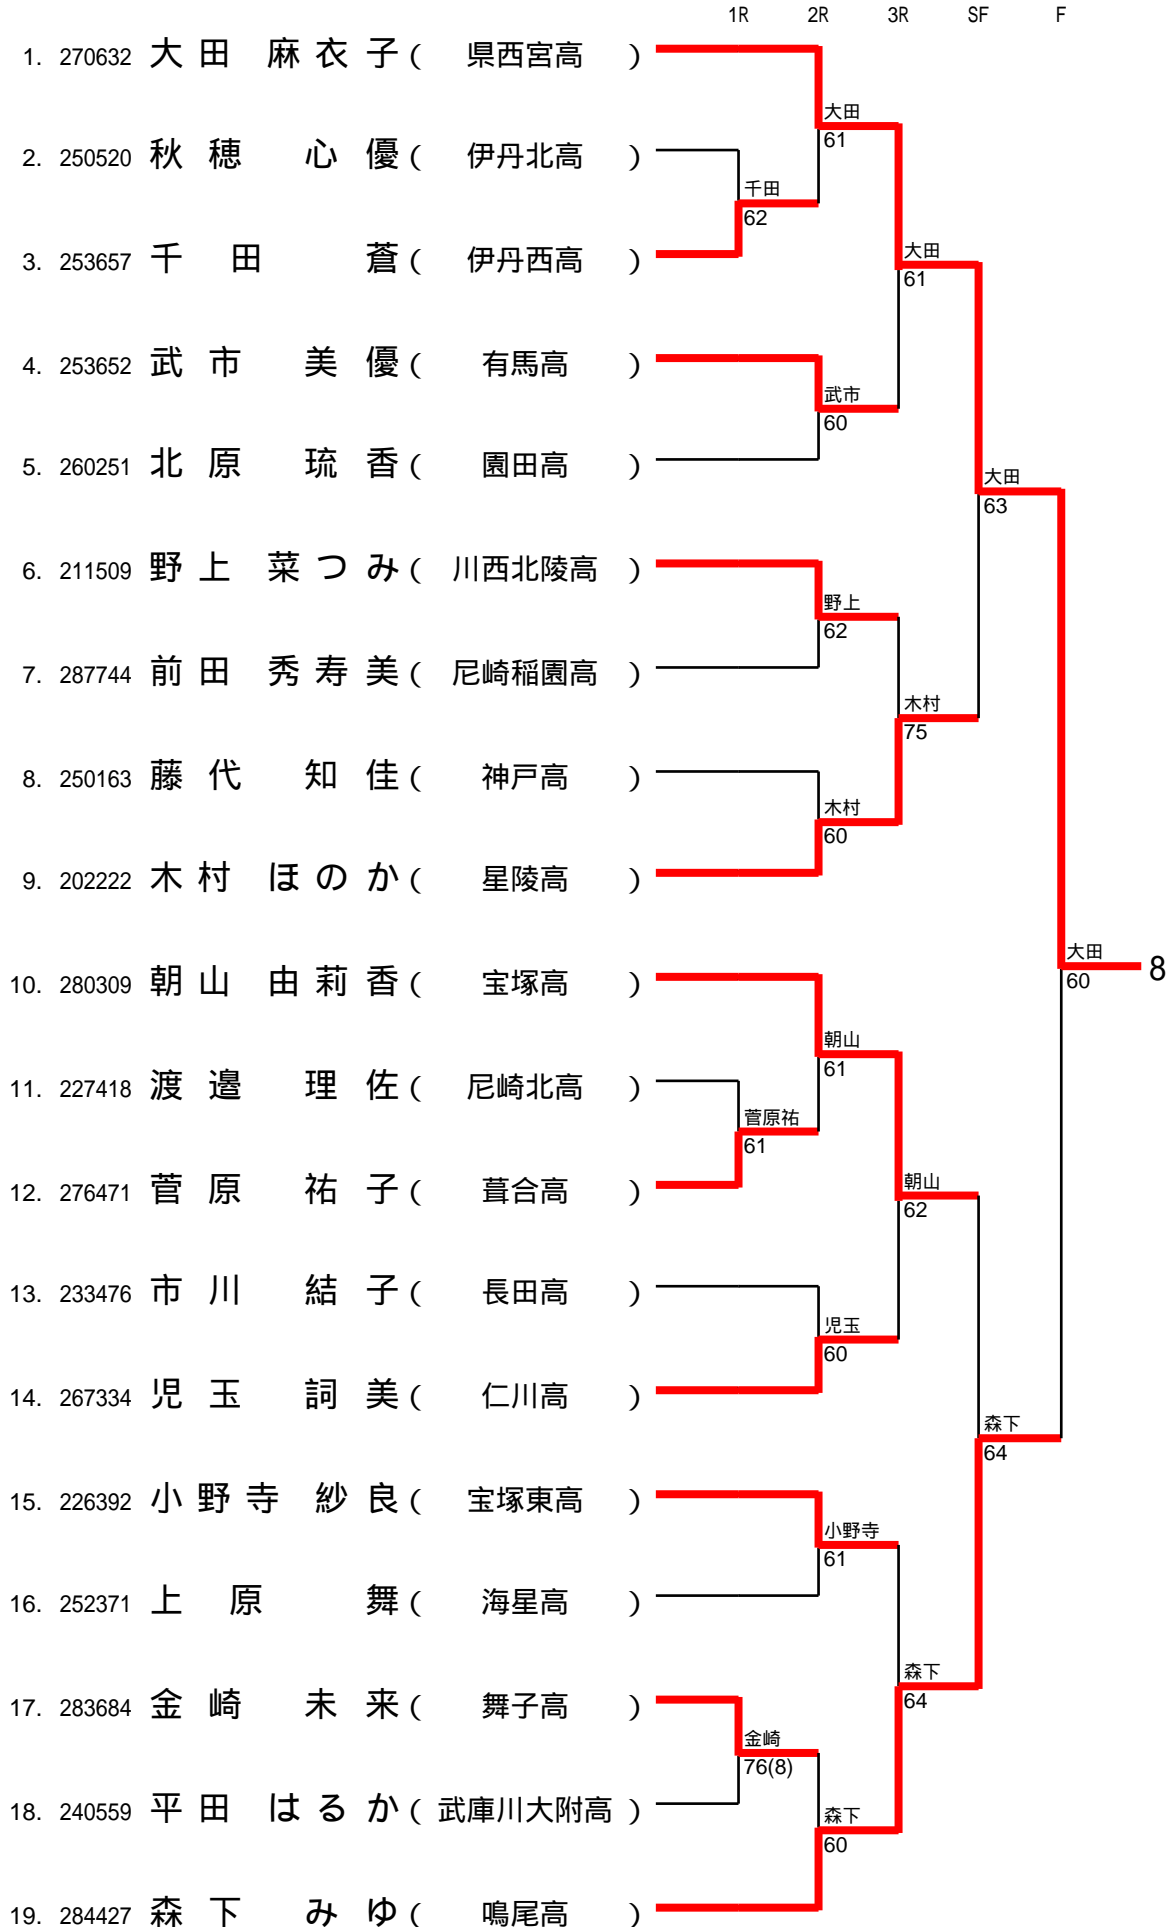 1R 2R 3R SF F
1. 270632 大田 麻衣子 ( 県西宮高 )
大田
61
2. 250520 秋穂 心優 ( 伊丹北高 )
千田
62
3. 253657 千田 蒼 ( 伊丹西高 )
大田
61
4. 253652 武市 美優 ( 有馬高 )
武市
60
5. 260251 北原 琉香 ( 園田高 )
大田
63
6. 211509 野上 菜つみ ( 川西北陵高 )
野上
62
7. 287744 前田 秀寿美 ( 尼崎稲園高 )
木村
75
8. 250163 藤代 知佳 ( 神戸高 )
木村
60
9. 202222 木村 ほのか ( 星陵高 )
大田
60
8
10. 280309 朝山 由莉香 ( 宝塚高 )
朝山
61
11. 227418 渡邉 理佐 ( 尼崎北高 )
菅原祐
61
12. 276471 菅原 祐子 ( 葺合高 )
朝山
62
13. 233476 市川 結子 ( 長田高 )
児玉
60
14. 267334 児玉 詞美 ( 仁川高 )
森下
64
15. 226392 小野寺 紗良 ( 宝塚東高 )
小野寺
61
16. 252371 上原 舞 ( 海星高 )
森下
64
17. 283684 金崎 未来 ( 舞子高 )
金崎
76(8)
18. 240559 平田 はるか ( 武庫川大附高 )
森下
60
19. 284427 森下 みゆ ( 鳴尾高 )